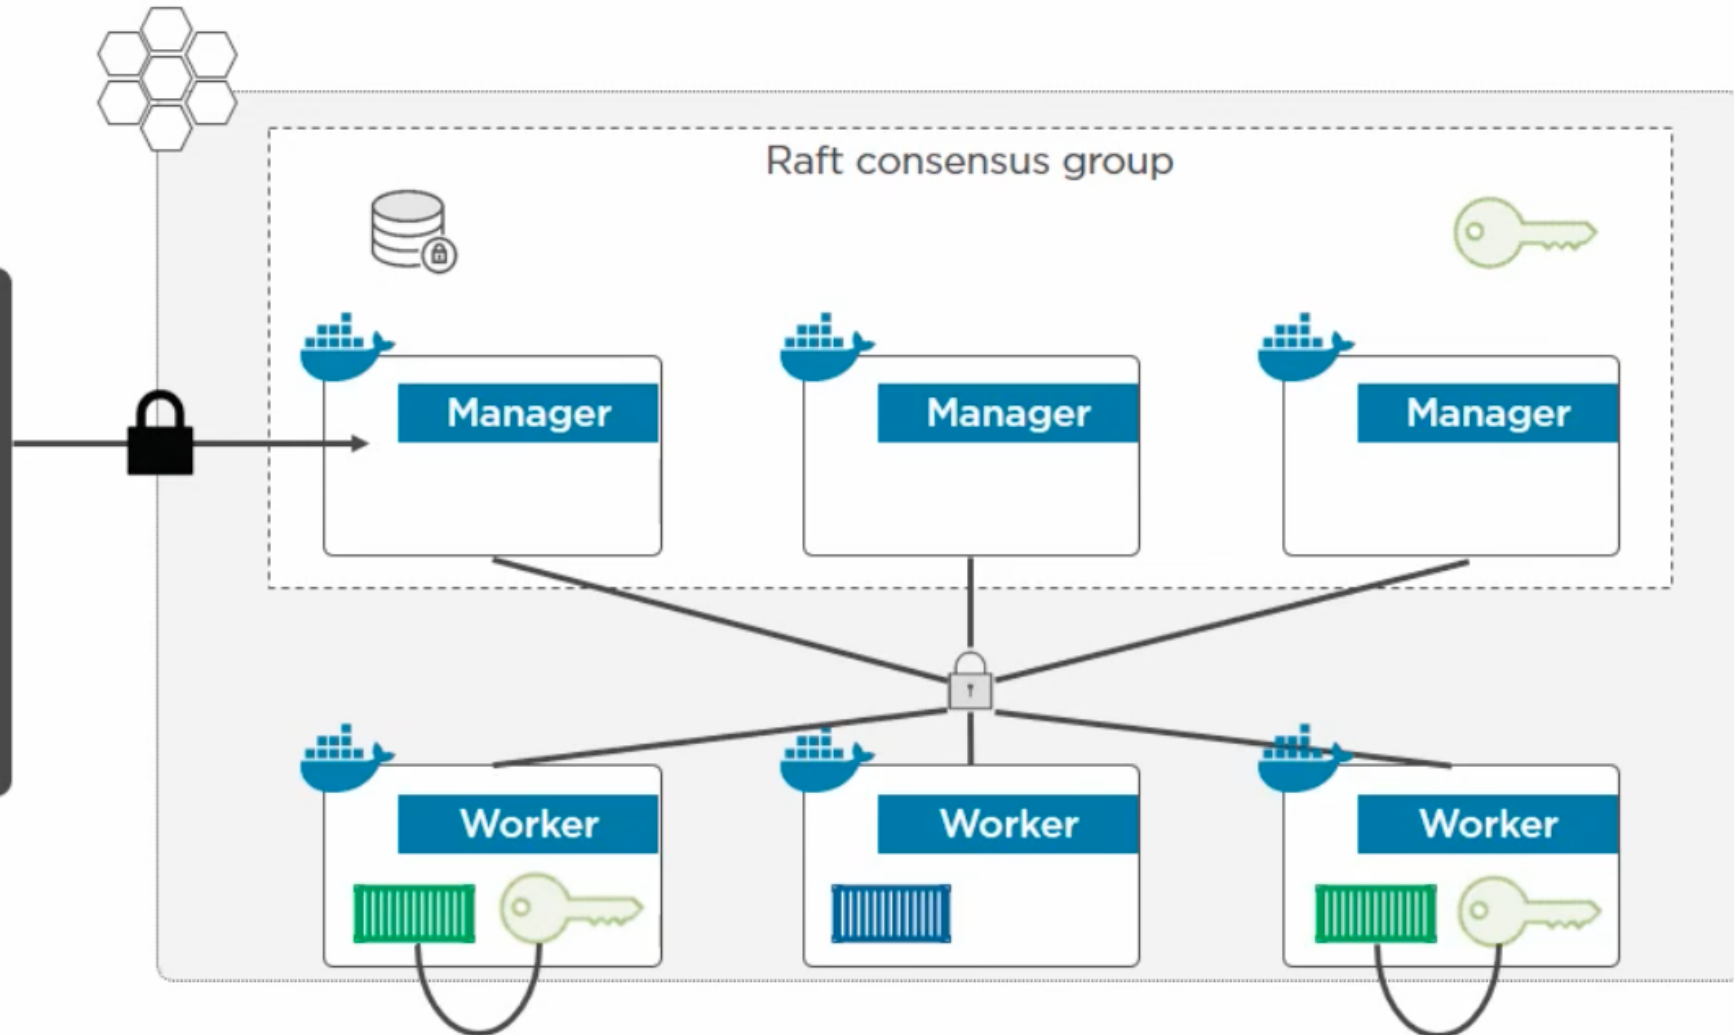 Raft consensus group
Manager
Manager
Manager
Worker
Worker
Worker